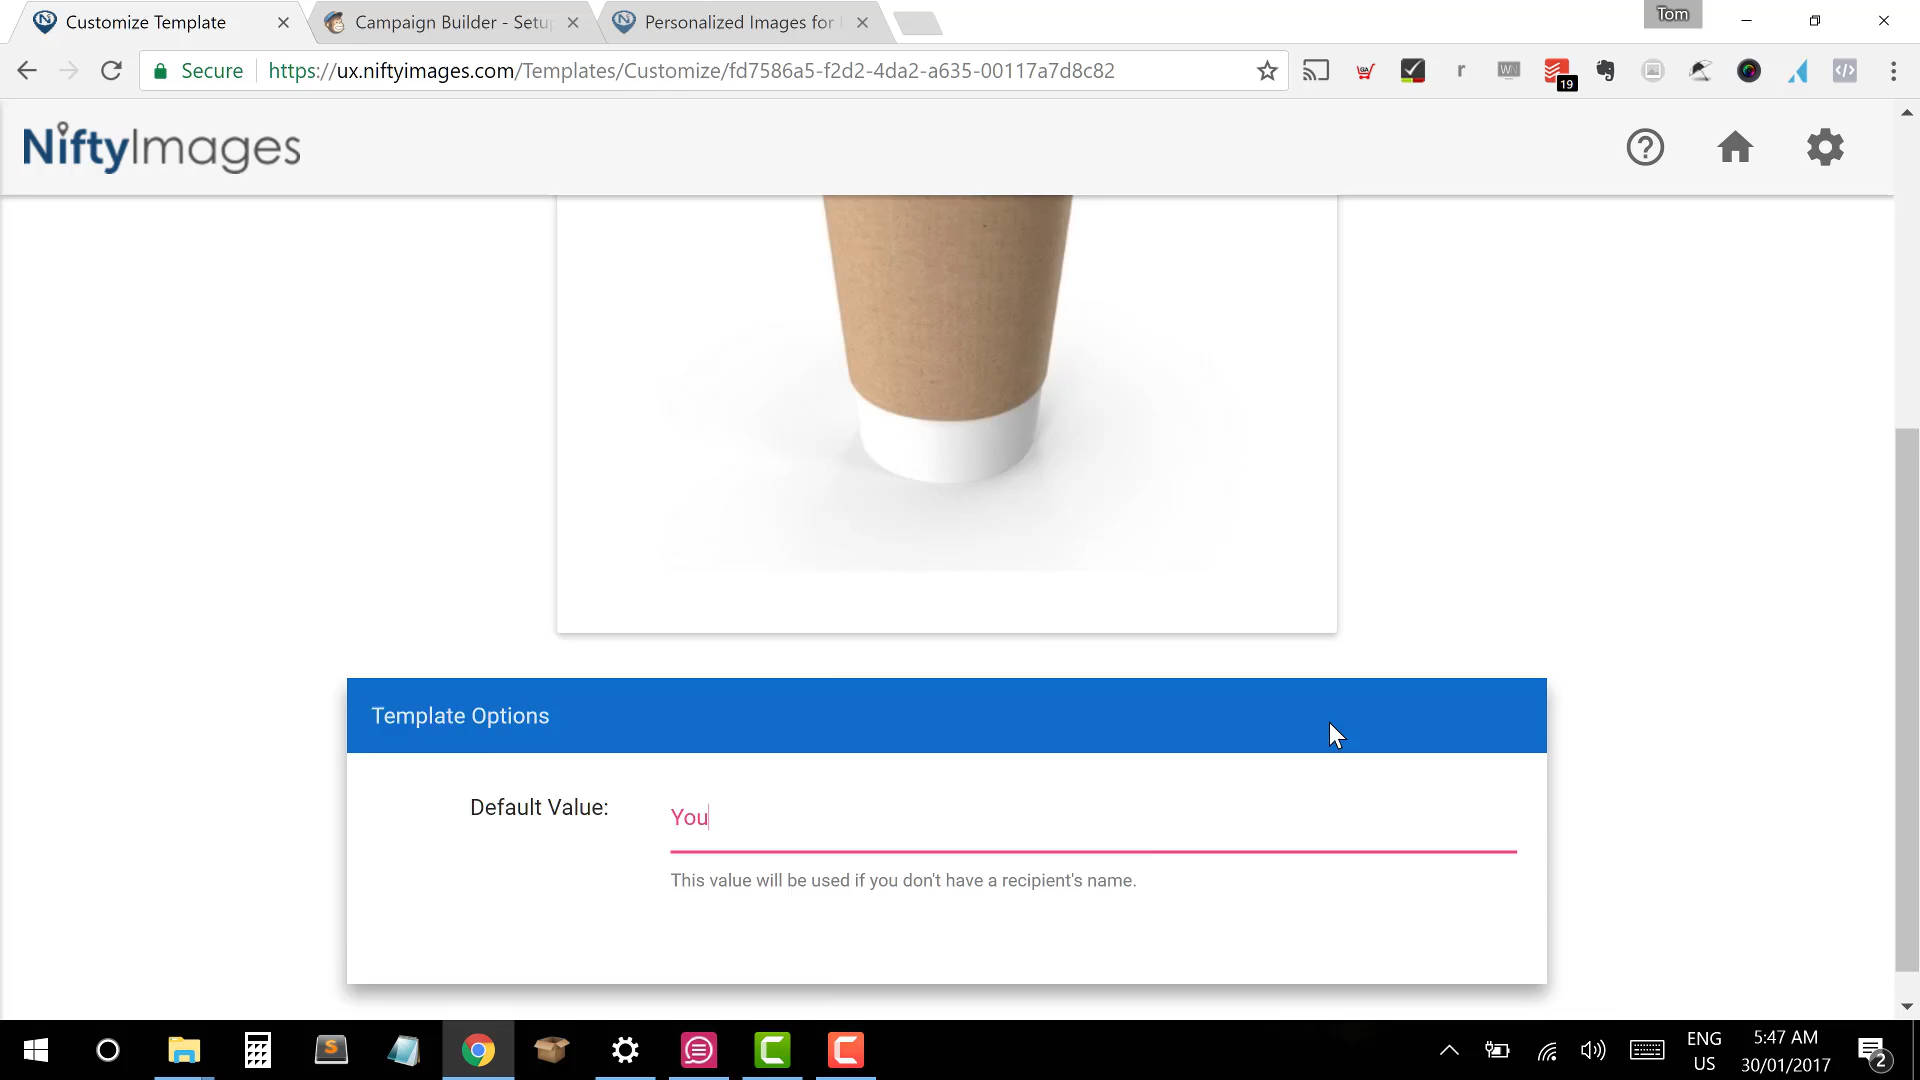 Customize Template
Campaign Builder - Setu
Personalized Images for
Tom
Secure
https://ux.niftyimages.com/Templates/Customize/fd7586a5-f2d2-4da2-a635-00117a7d8c82
19
NiftyImages
Template Options
Default Value:
You
This value will be used if you don't have a recipient's name.
ENG
US
5:47 AM
30/01/2017
2